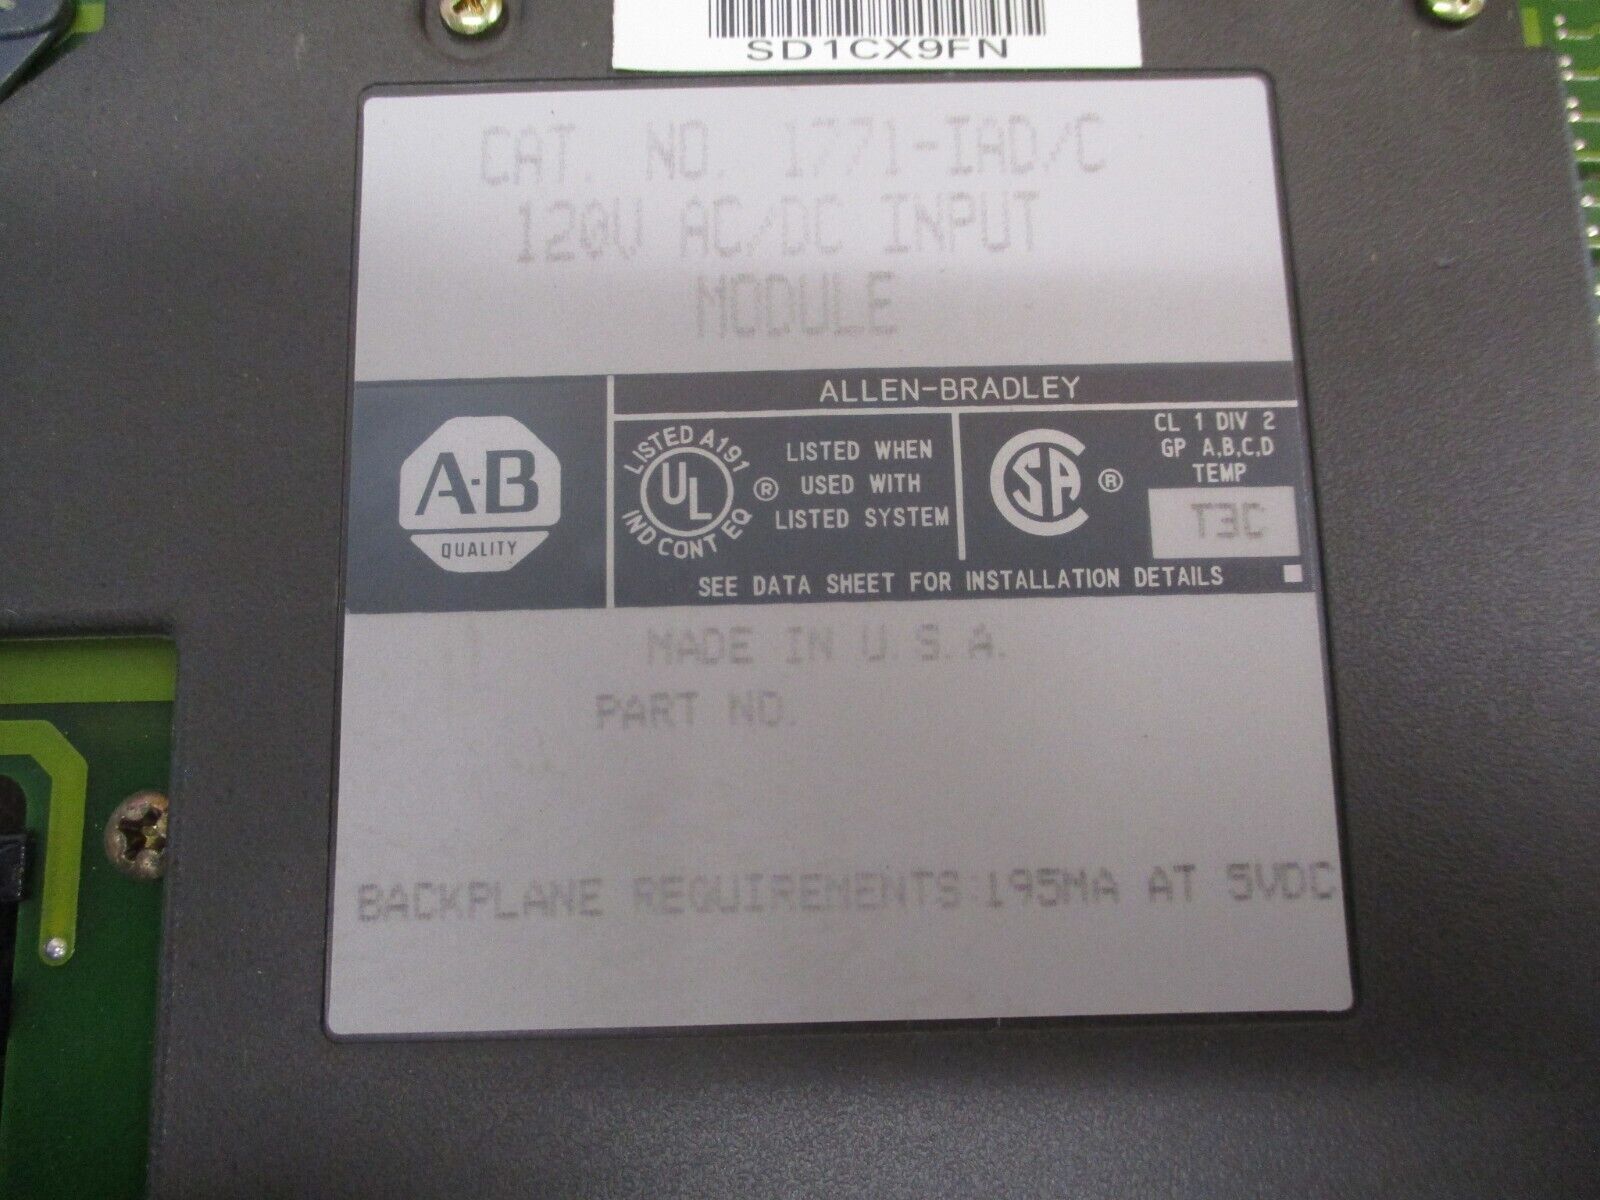 SD1CX9FN
CAT. NO. 1771-IAD/C
120V AC/DC INPUT
MODULE
ALLEN-BRADLEY
A-B
QUALITY
LISTED A191
UL ®
IND CONT EQ
LISTED WHEN
USED WITH
LISTED SYSTEM
SA ®
CL 1 DIV 2
GP A,B,C,D
TEMP
T3C
SEE DATA SHEET FOR INSTALLATION DETAILS
MADE IN U.S.A.
PART NO.
BACKPLANE REQUIREMENTS:195MA AT 5VDC